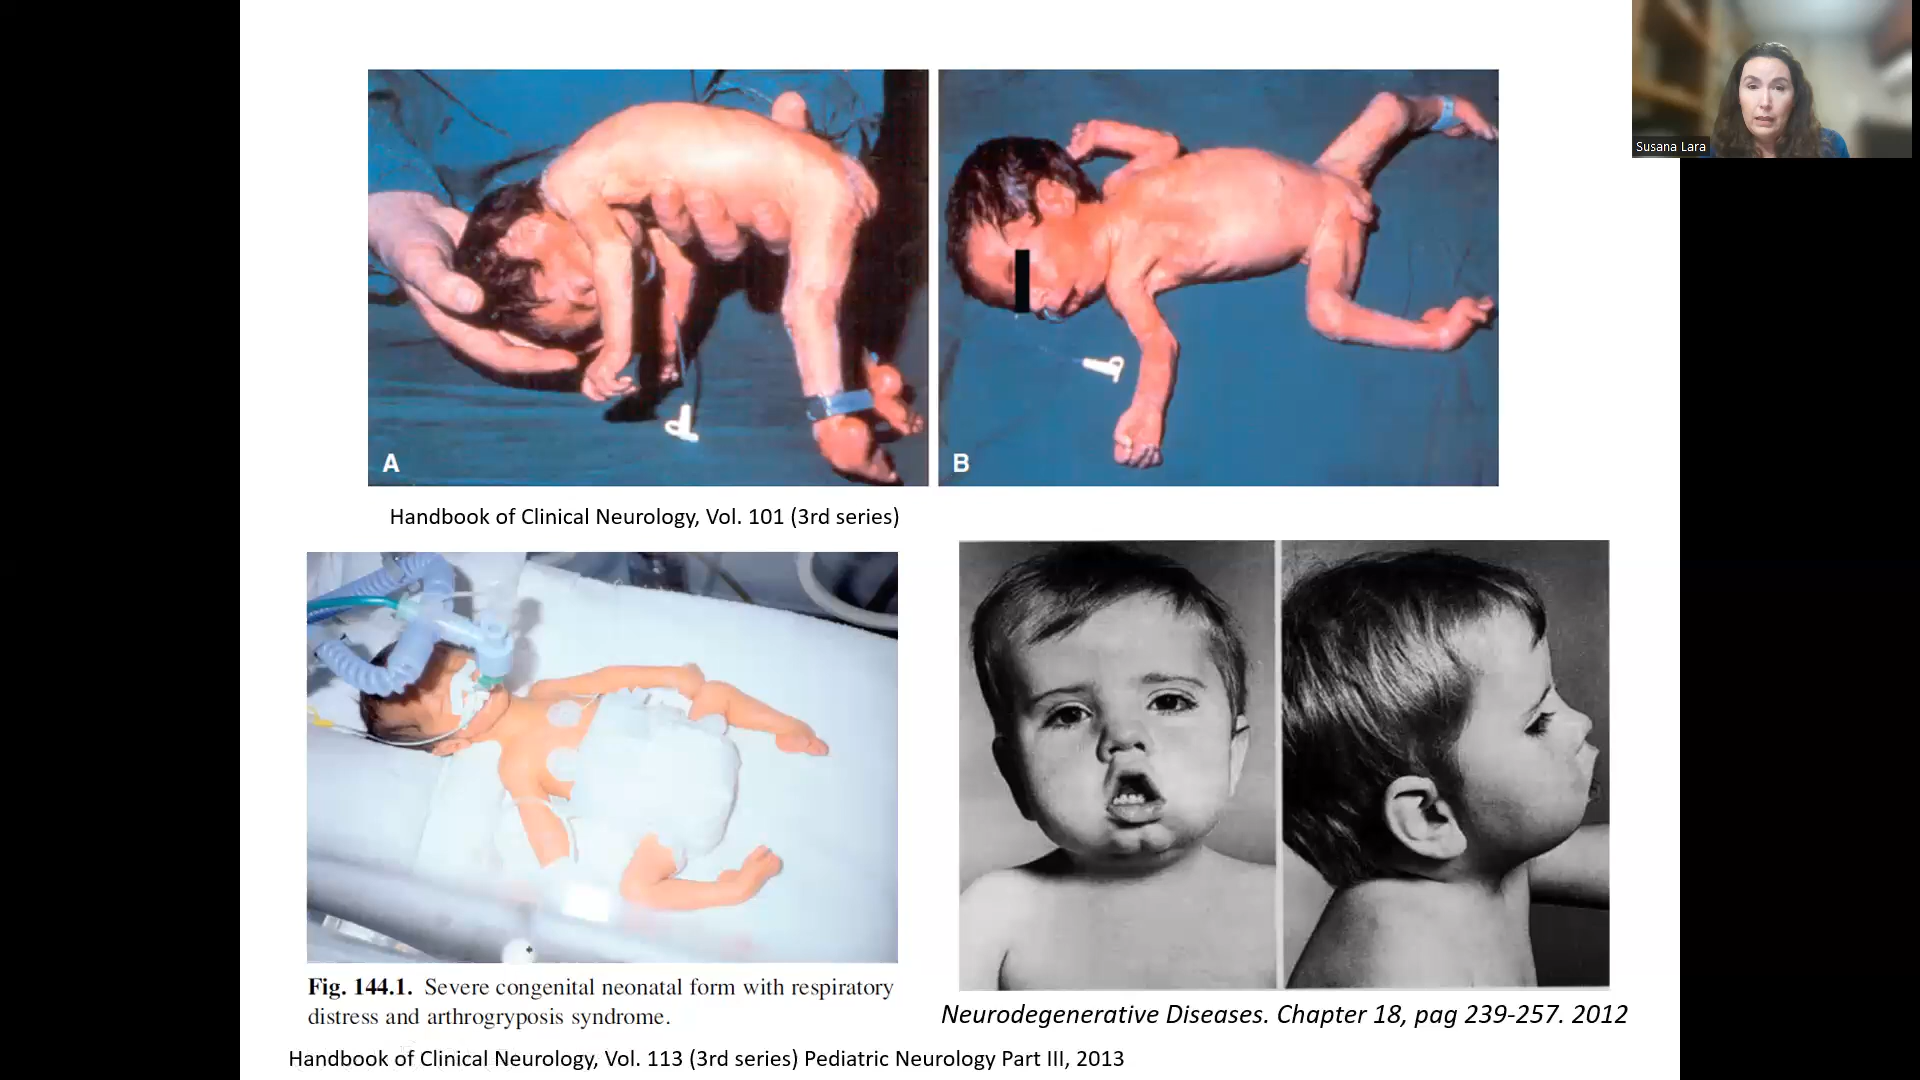 Susana Lara
A
B
Handbook of Clinical Neurology, Vol. 101 (3rd series)
Fig. 144.1. Severe congenital neonatal form with respiratory
distress and arthrogryposis syndrome.
Neurodegenerative Diseases. Chapter 18, pag 239-257. 2012
Handbook of Clinical Neurology, Vol. 113 (3rd series) Pediatric Neurology Part III, 2013